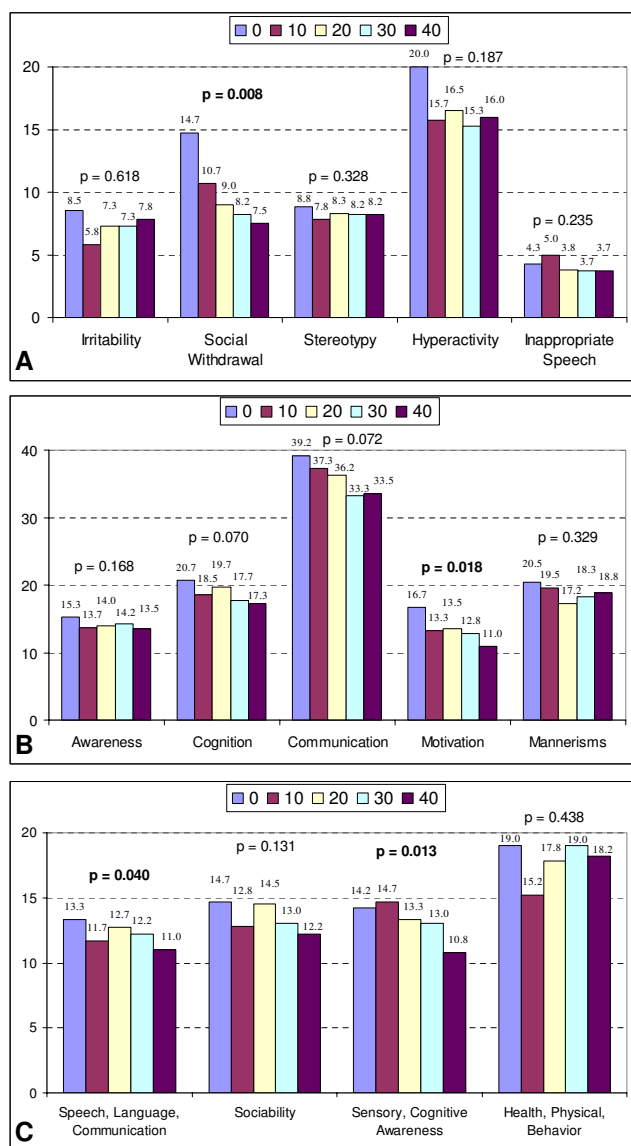 0 10 20 30 40
20
15
10
5
0
p = 0.618
8.5 5.8 7.3 7.3 7.8
p = 0.008
14.7 10.7 9.0 8.2 7.5
p = 0.328
8.8 7.8 8.3 8.2 8.2
p = 0.187
20.0 15.7 16.5 15.3 16.0
p = 0.235
4.3 5.0 3.8 3.7 3.7
Irritability
Social
Withdrawal
Stereotypy
Hyperactivity
Inappropriate
Speech
A
0 10 20 30 40
40
30
20
10
0
p = 0.168
15.3 13.7 14.0 14.2 13.5
p = 0.070
20.7 18.5 19.7 17.7 17.3
p = 0.072
39.2 37.3 36.2 33.3 33.5
p = 0.018
16.7 13.3 13.5 12.8 11.0
p = 0.329
20.5 19.5 17.2 18.3 18.8
Awareness
Cognition
Communication
Motivation
Mannerisms
B
0 10 20 30 40
20
15
10
5
0
p = 0.040
13.3 11.7 12.7 12.2 11.0
p = 0.131
14.7 12.8 14.5 13.0 12.2
p = 0.013
14.2 14.7 13.3 13.0 10.8
p = 0.438
19.0 15.2 17.8 19.0 18.2
Speech, Language,
Communication
Sociability
Sensory, Cognitive
Awareness
Health, Physical,
Behavior
C